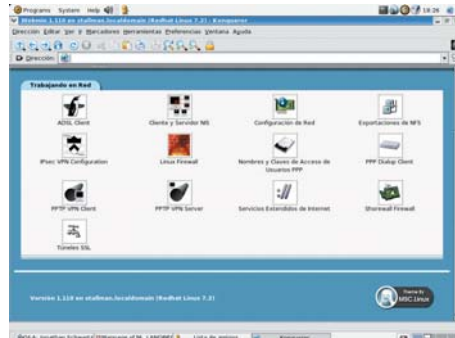 Programs System Help 18:26
Webmin 1.110 en stallman.localdomain (Redhat Linux 7.2) - Konqueror
Dirección Editar Ver Ir Marcadores Herramientas Preferencias Ventana Ayuda
Dirección:
Trabajando en Red
ADSL Client Cliente y Servidor NIS Configuración de Red Exportaciones de NFS
IPsec VPN Configuration Linux Firewall Nombres y Claves de Acceso de Usuarios PPP PPP Dialup Client
PPTP VPN Client PPTP VPN Server Servicios Extendidos de Internet Shorewall Firewall
Túneles SSL
Versión 1.110 en stallman.localdomain (Redhat Linux 7.2)
Theme By
MSC.Linux